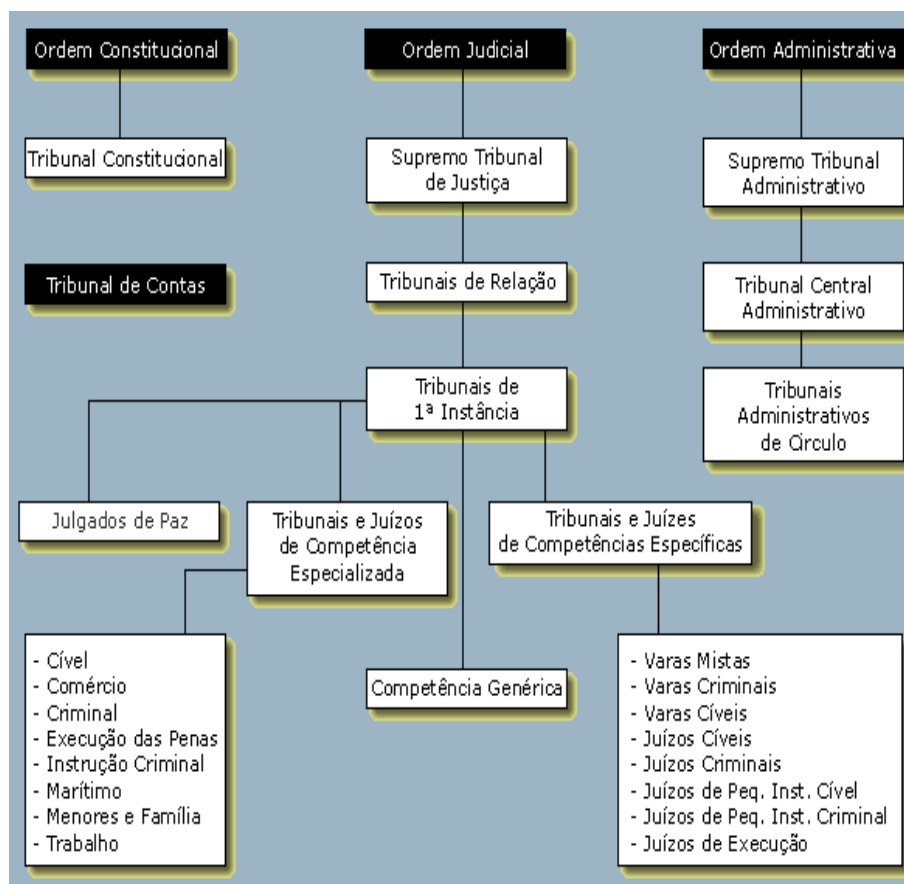 Ordem Constitucional
Ordem Judicial
Ordem Administrativa
Tribunal Constitucional
Supremo Tribunal
de Justiça
Supremo Tribunal
Administrativo
Tribunal de Contas
Tribunais de Relação
Tribunal Central
Administrativo
Tribunais de
1ª Instância
Tribunais
Administrativos
de Circulo
Julgados de Paz
Tribunais e Juízos
de Competência
Especializada
Tribunais e Juízes
de Competências Específicas
- Cível
- Comércio
- Criminal
- Execução das Penas
- Instrução Criminal
- Marítimo
- Menores e Família
- Trabalho
Competência Genérica
- Varas Mistas
- Varas Criminais
- Varas Cíveis
- Juízos Cíveis
- Juízos Criminais
- Juízos de Peq. Inst. Cível
- Juízos de Peq. Inst. Criminal
- Juízos de Execução